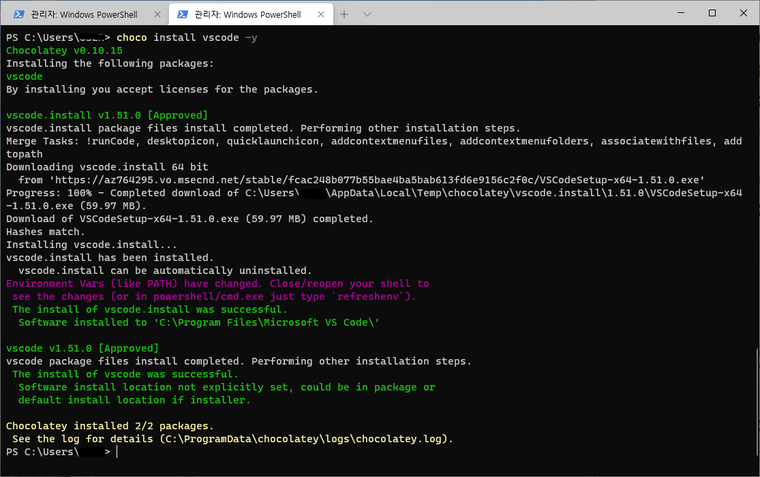 관리자: Windows PowerShell
관리자: Windows PowerShell
PS C:\Users\ > choco install vscode -y
Chocolatey v0.10.15
Installing the following packages:
vscode
By installing you accept licenses for the packages.
vscode.install v1.51.0 [Approved]
vscode.install package files install completed. Performing other installation steps.
Merge Tasks: !runCode, desktopicon, quicklaunchicon, addcontextmenufiles, addcontextmenufolders, associatewithfiles, add
topath
Downloading vscode.install 64 bit
from 'https://az764295.vo.msecnd.net/stable/fcac248b077b55bae4ba5bab613fd6e9156c2f0c/VSCodeSetup-x64-1.51.0.exe'
Progress: 100% - Completed download of C:\Users\ \AppData\Local\Temp\chocolatey\vscode.install\1.51.0\VSCodeSetup-x64
-1.51.0.exe (59.97 MB).
Download of VSCodeSetup-x64-1.51.0.exe (59.97 MB) completed.
Hashes match.
Installing vscode.install...
vscode.install has been installed.
vscode.install can be automatically uninstalled.
Environment Vars (like PATH) have changed. Close/reopen your shell to
see the changes (or in powershell/cmd.exe just type `refreshenv`).
The install of vscode.install was successful.
Software installed to 'C:\Program Files\Microsoft VS Code\'
vscode v1.51.0 [Approved]
vscode package files install completed. Performing other installation steps.
The install of vscode was successful.
Software install location not explicitly set, could be in package or
default install location if installer.
Chocolatey installed 2/2 packages.
See the log for details (C:\ProgramData\chocolatey\logs\chocolatey.log).
PS C:\Users\ >